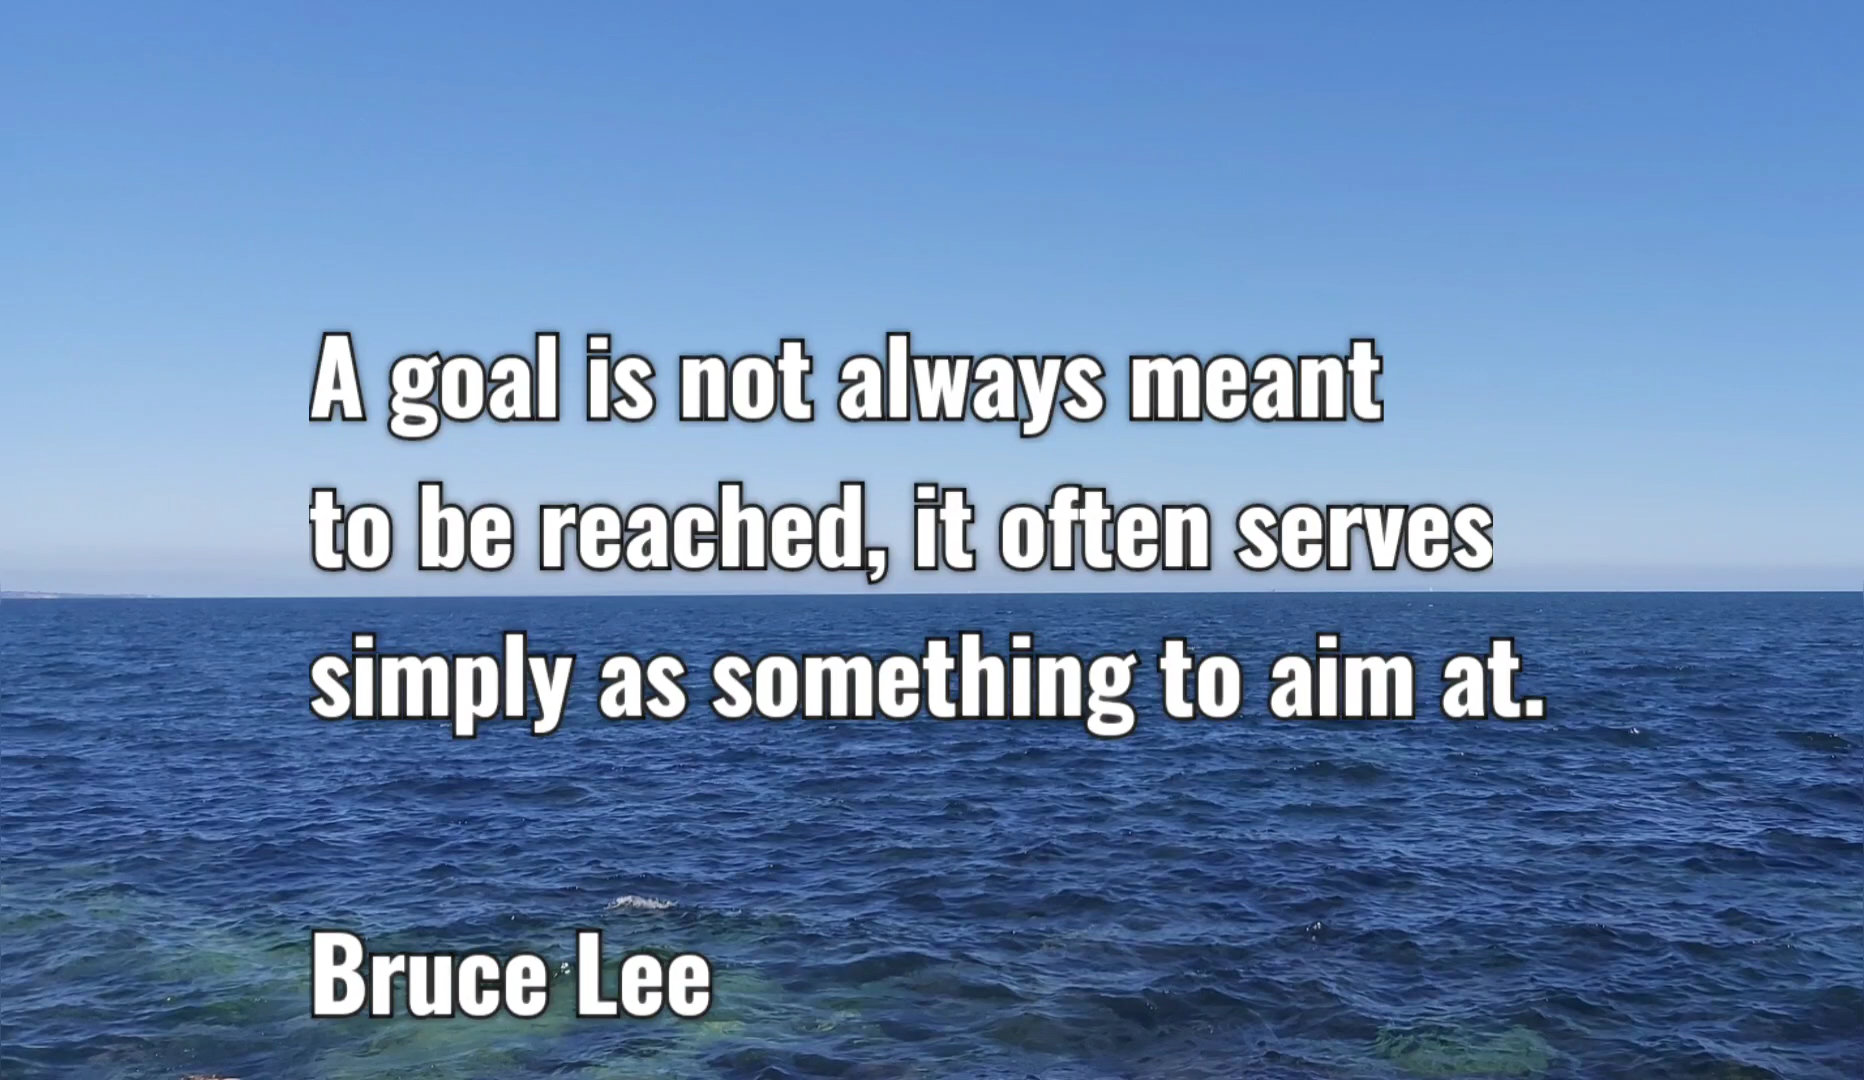 A goal is not always meant
to be reached, it often serves
simply as something to aim at.
Bruce Lee